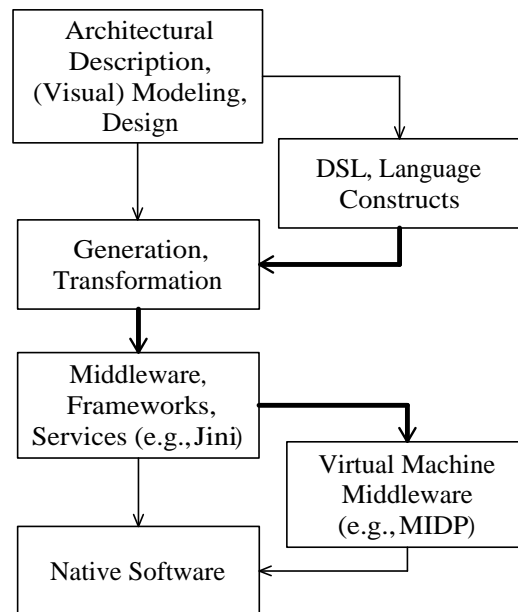 Architectural
Description,
(Visual) Modeling,
Design
DSL, Language
Constructs
Generation,
Transformation
Middleware,
Frameworks,
Services (e.g., Jini)
Virtual Machine
Middleware
(e.g., MIDP)
Native Software